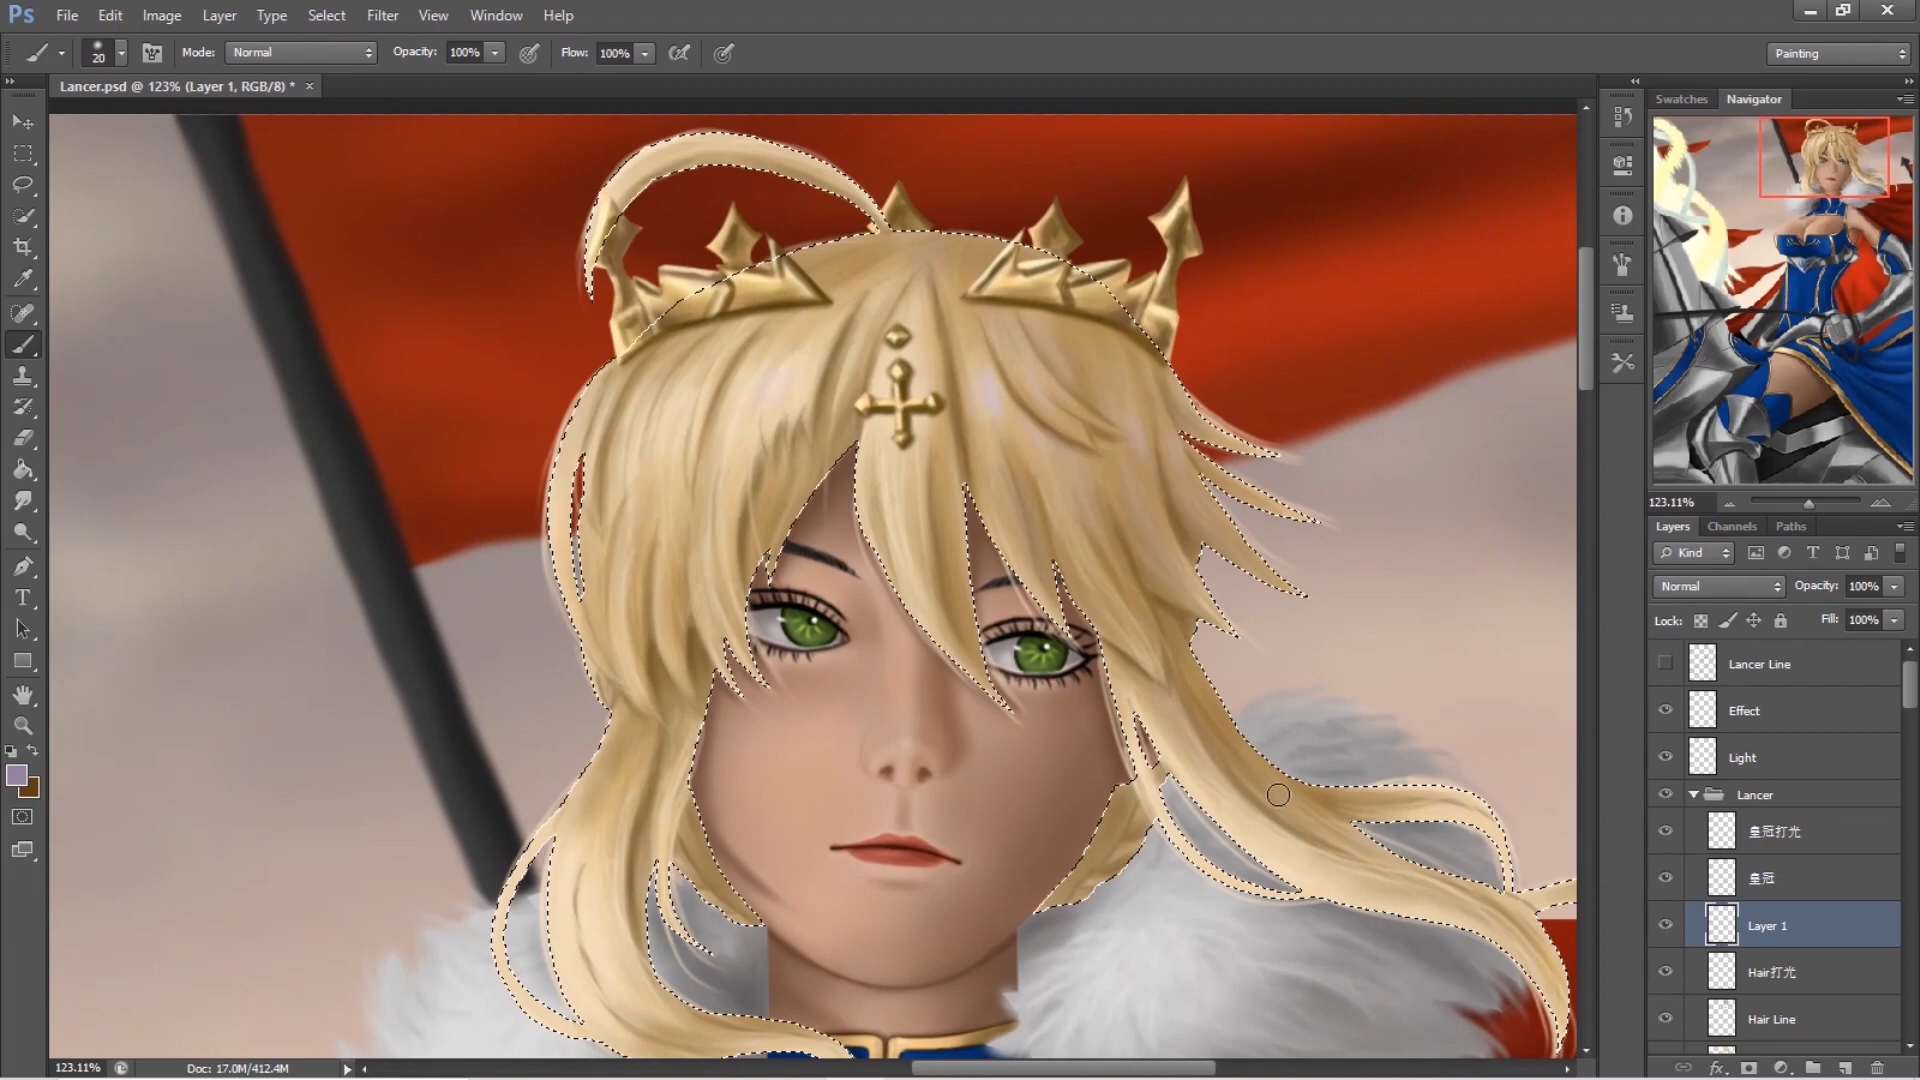 Ps File Edit Image Layer Type Select Filter View Window Help
20 Mode: Normal Opacity: 100% Flow: 100% Painting
Lancer.psd @ 123% (Layer 1, RGB/8) * ×
Swatches Navigator
123.11%
Layers Channels Paths
Kind
Normal Opacity: 100%
Lock: Fill: 100%
Lancer Line
Effect
Light
Lancer
皇冠打光
皇冠
Layer 1
Hair打光
Hair Line
123.11% Doc: 17.0M/412.4M